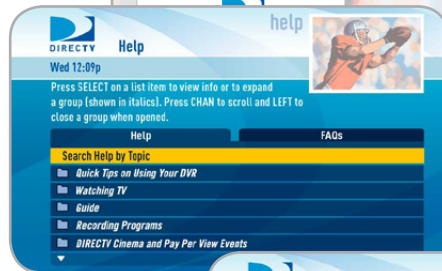 help
DIRECTV
Help
Wed 12:09p
Press SELECT on a list item to view info or to expand
a group (shown in italics). Press CHAN to scroll and LEFT to
close a group when opened.
Help
FAQs
Search Help by Topic
Quick Tips on Using Your DVR
Watching TV
Guide
Recording Programs
DIRECTV Cinema and Pay Per View Events